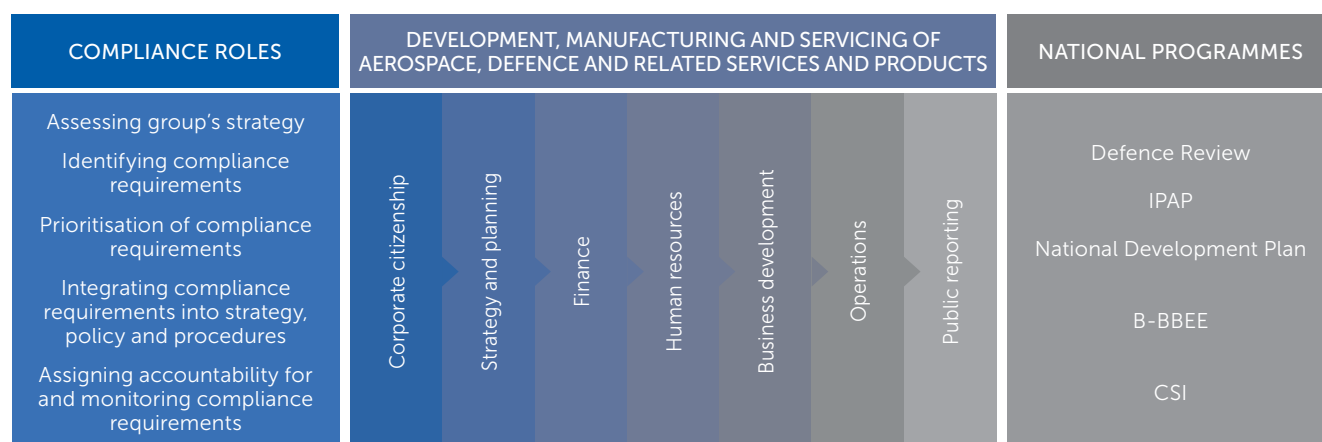 COMPLIANCE ROLES
Assessing group's strategy
Identifying compliance
requirements
Prioritisation of compliance
requirements
Integrating compliance
requirements into strategy,
policy and procedures
Assigning accountability for
and monitoring compliance
requirements
DEVELOPMENT, MANUFACTURING AND SERVICING OF
AEROSPACE, DEFENCE AND RELATED SERVICES AND PRODUCTS
Corporate citizenship
Strategy and planning
Finance
Human resources
Business development
Operations
Public reporting
NATIONAL PROGRAMMES
Defence Review
IPAP
National Development Plan
B-BBEE
CSI